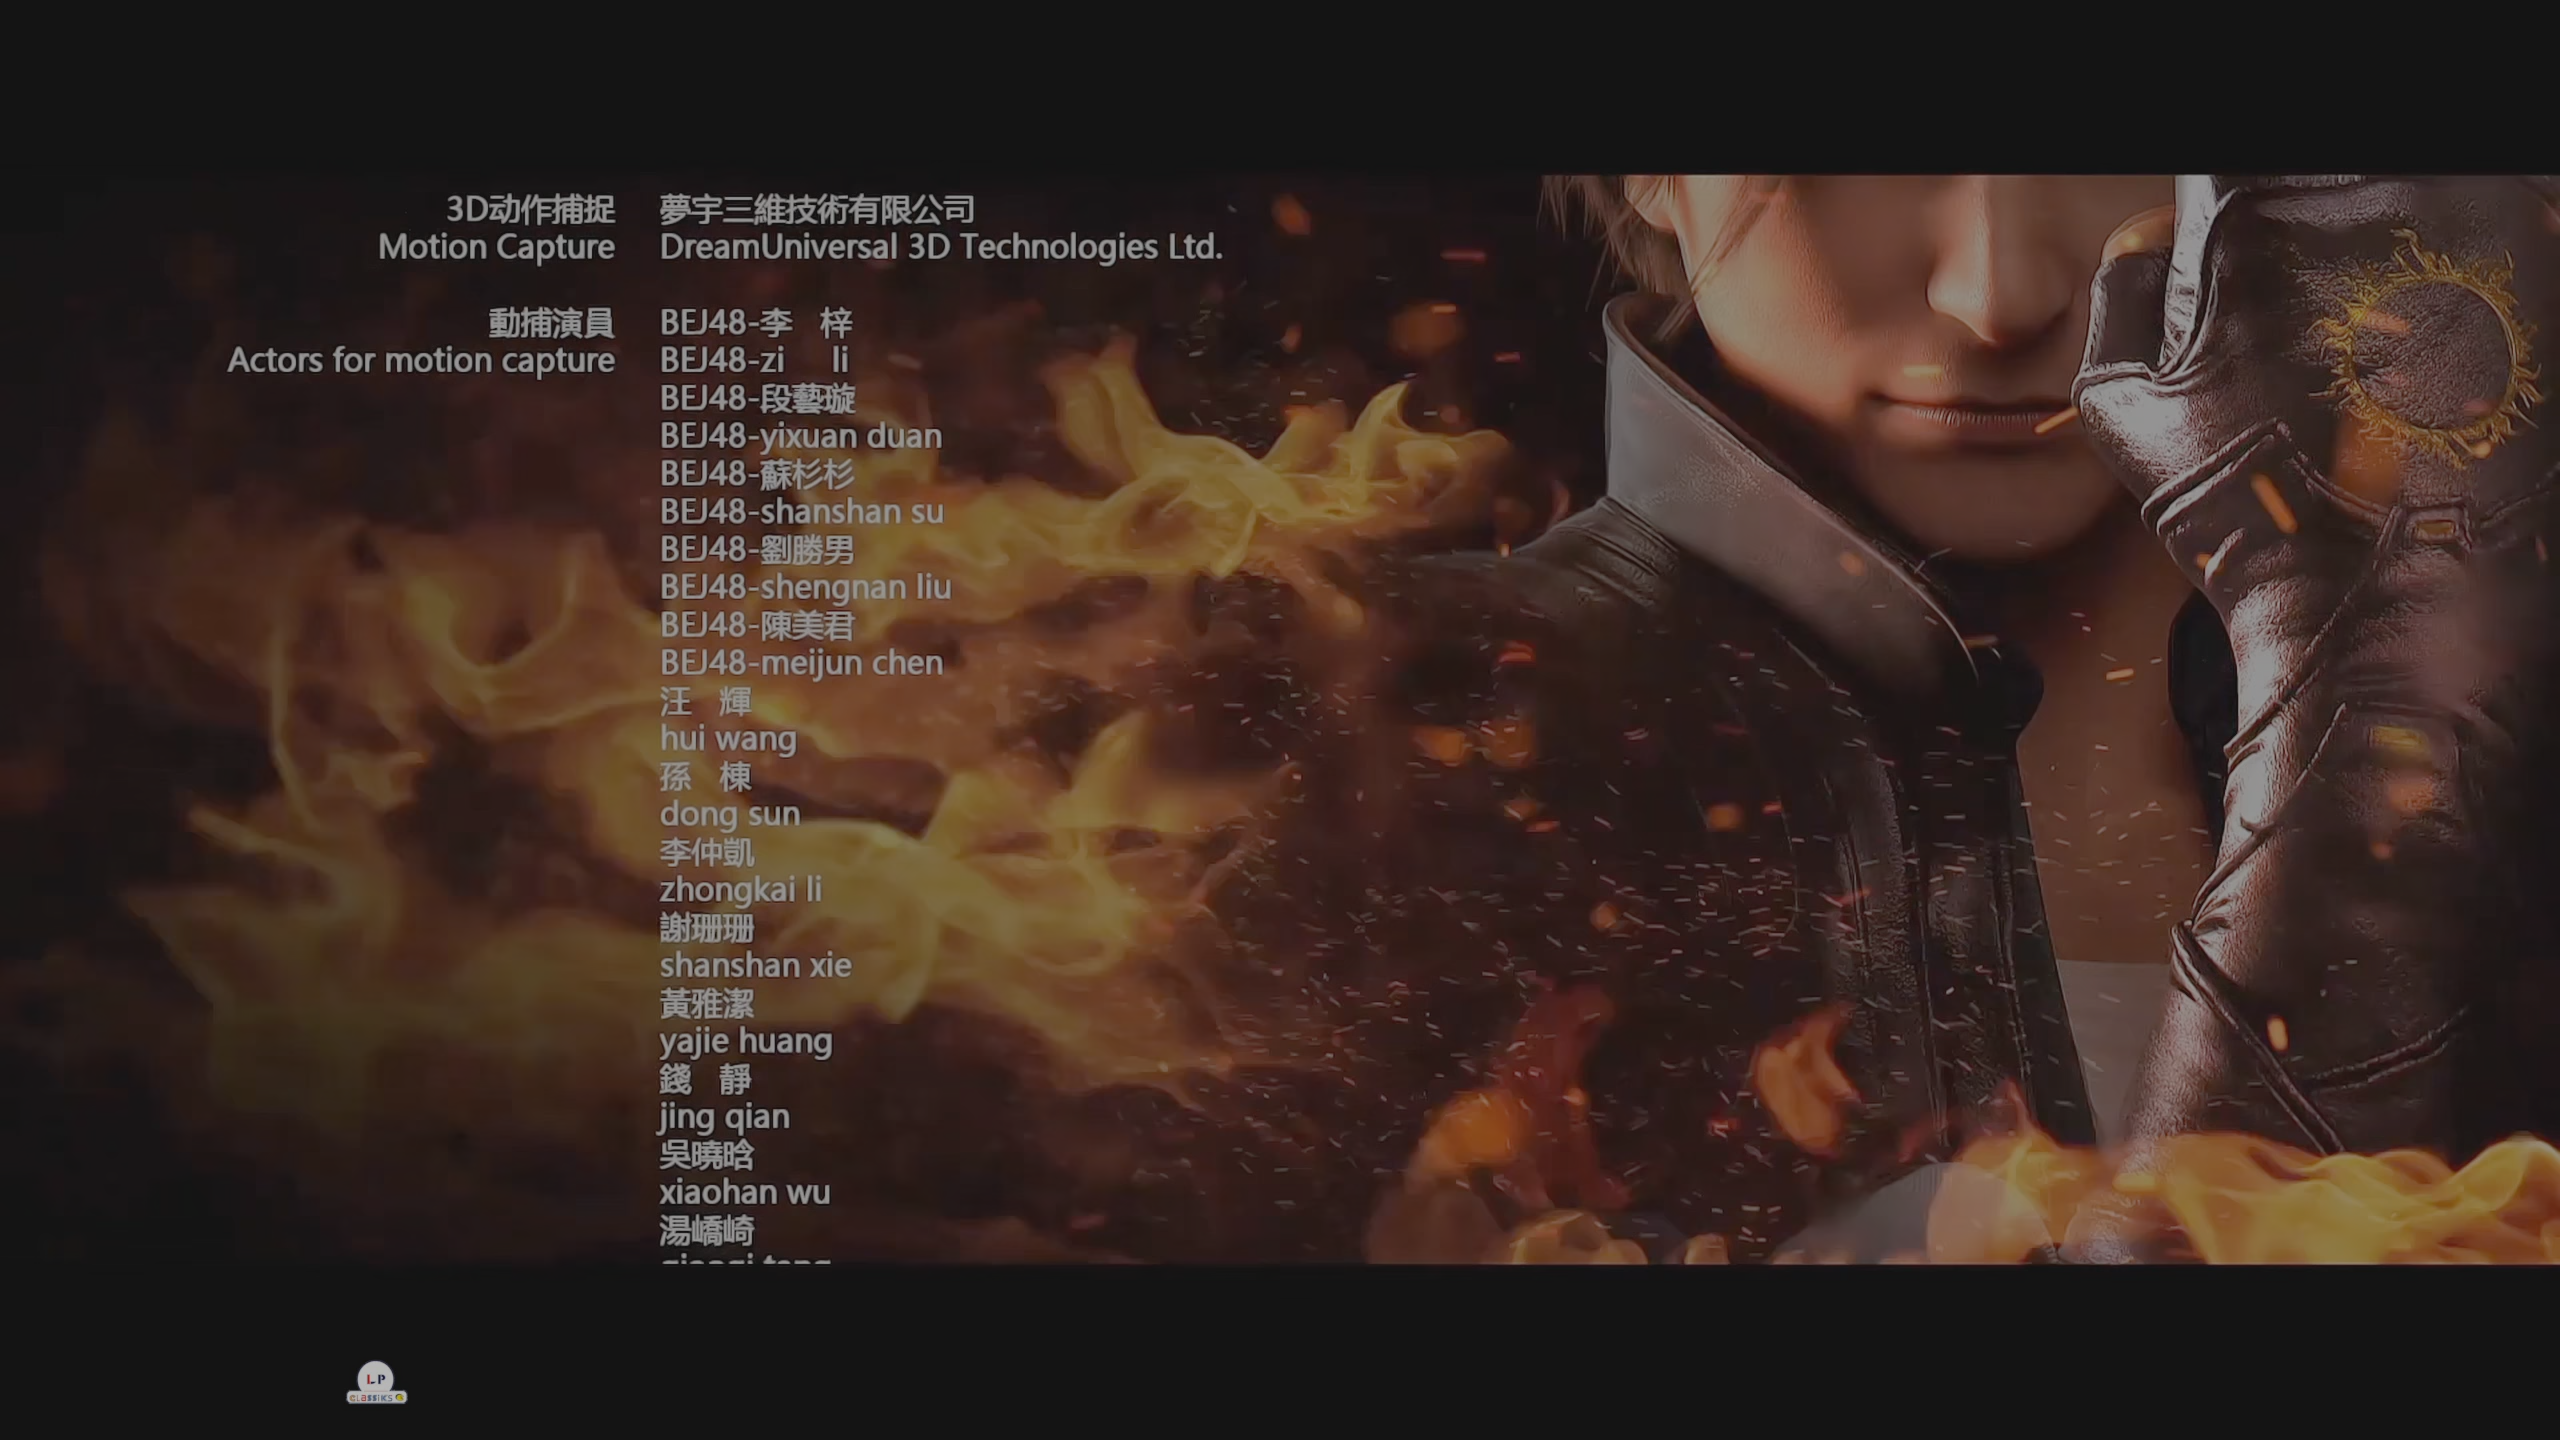 3D动作捕捉 夢宇三維技術有限公司
Motion Capture DreamUniversal 3D Technologies Ltd.
動捕演員 BEJ48-李 梓
Actors for motion capture BEJ48-zi li
BEJ48-段藝璇
BEJ48-yixuan duan
BEJ48-蘇杉杉
BEJ48-shanshan su
BEJ48-劉勝男
BEJ48-shengnan liu
BEJ48-陳美君
BEJ48-meijun chen
汪 輝
hui wang
孫 棟
dong sun
李仲凱
zhongkai li
謝珊珊
shanshan xie
黃雅潔
yajie huang
錢 靜
jing qian
吳曉晗
xiaohan wu
湯嶠崎
qiaoqi tang
LP
classiks